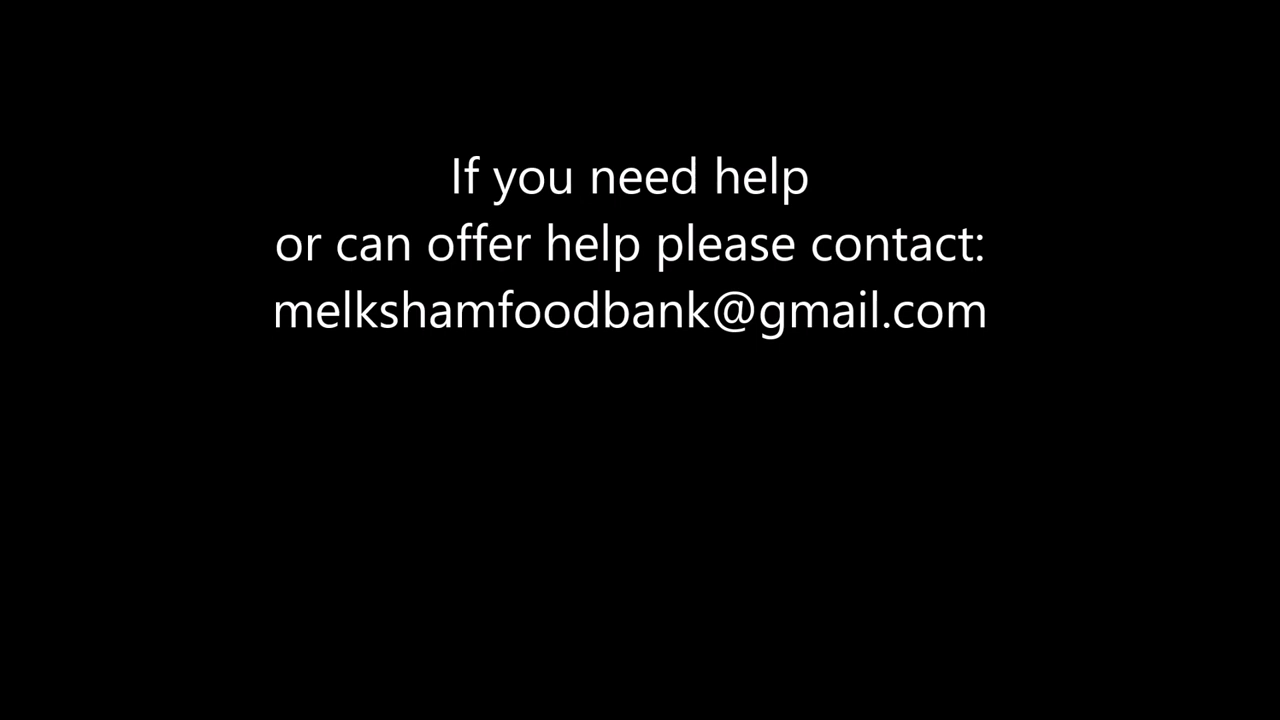 If you need help
or can offer help please contact:
melkshamfoodbank@gmail.com